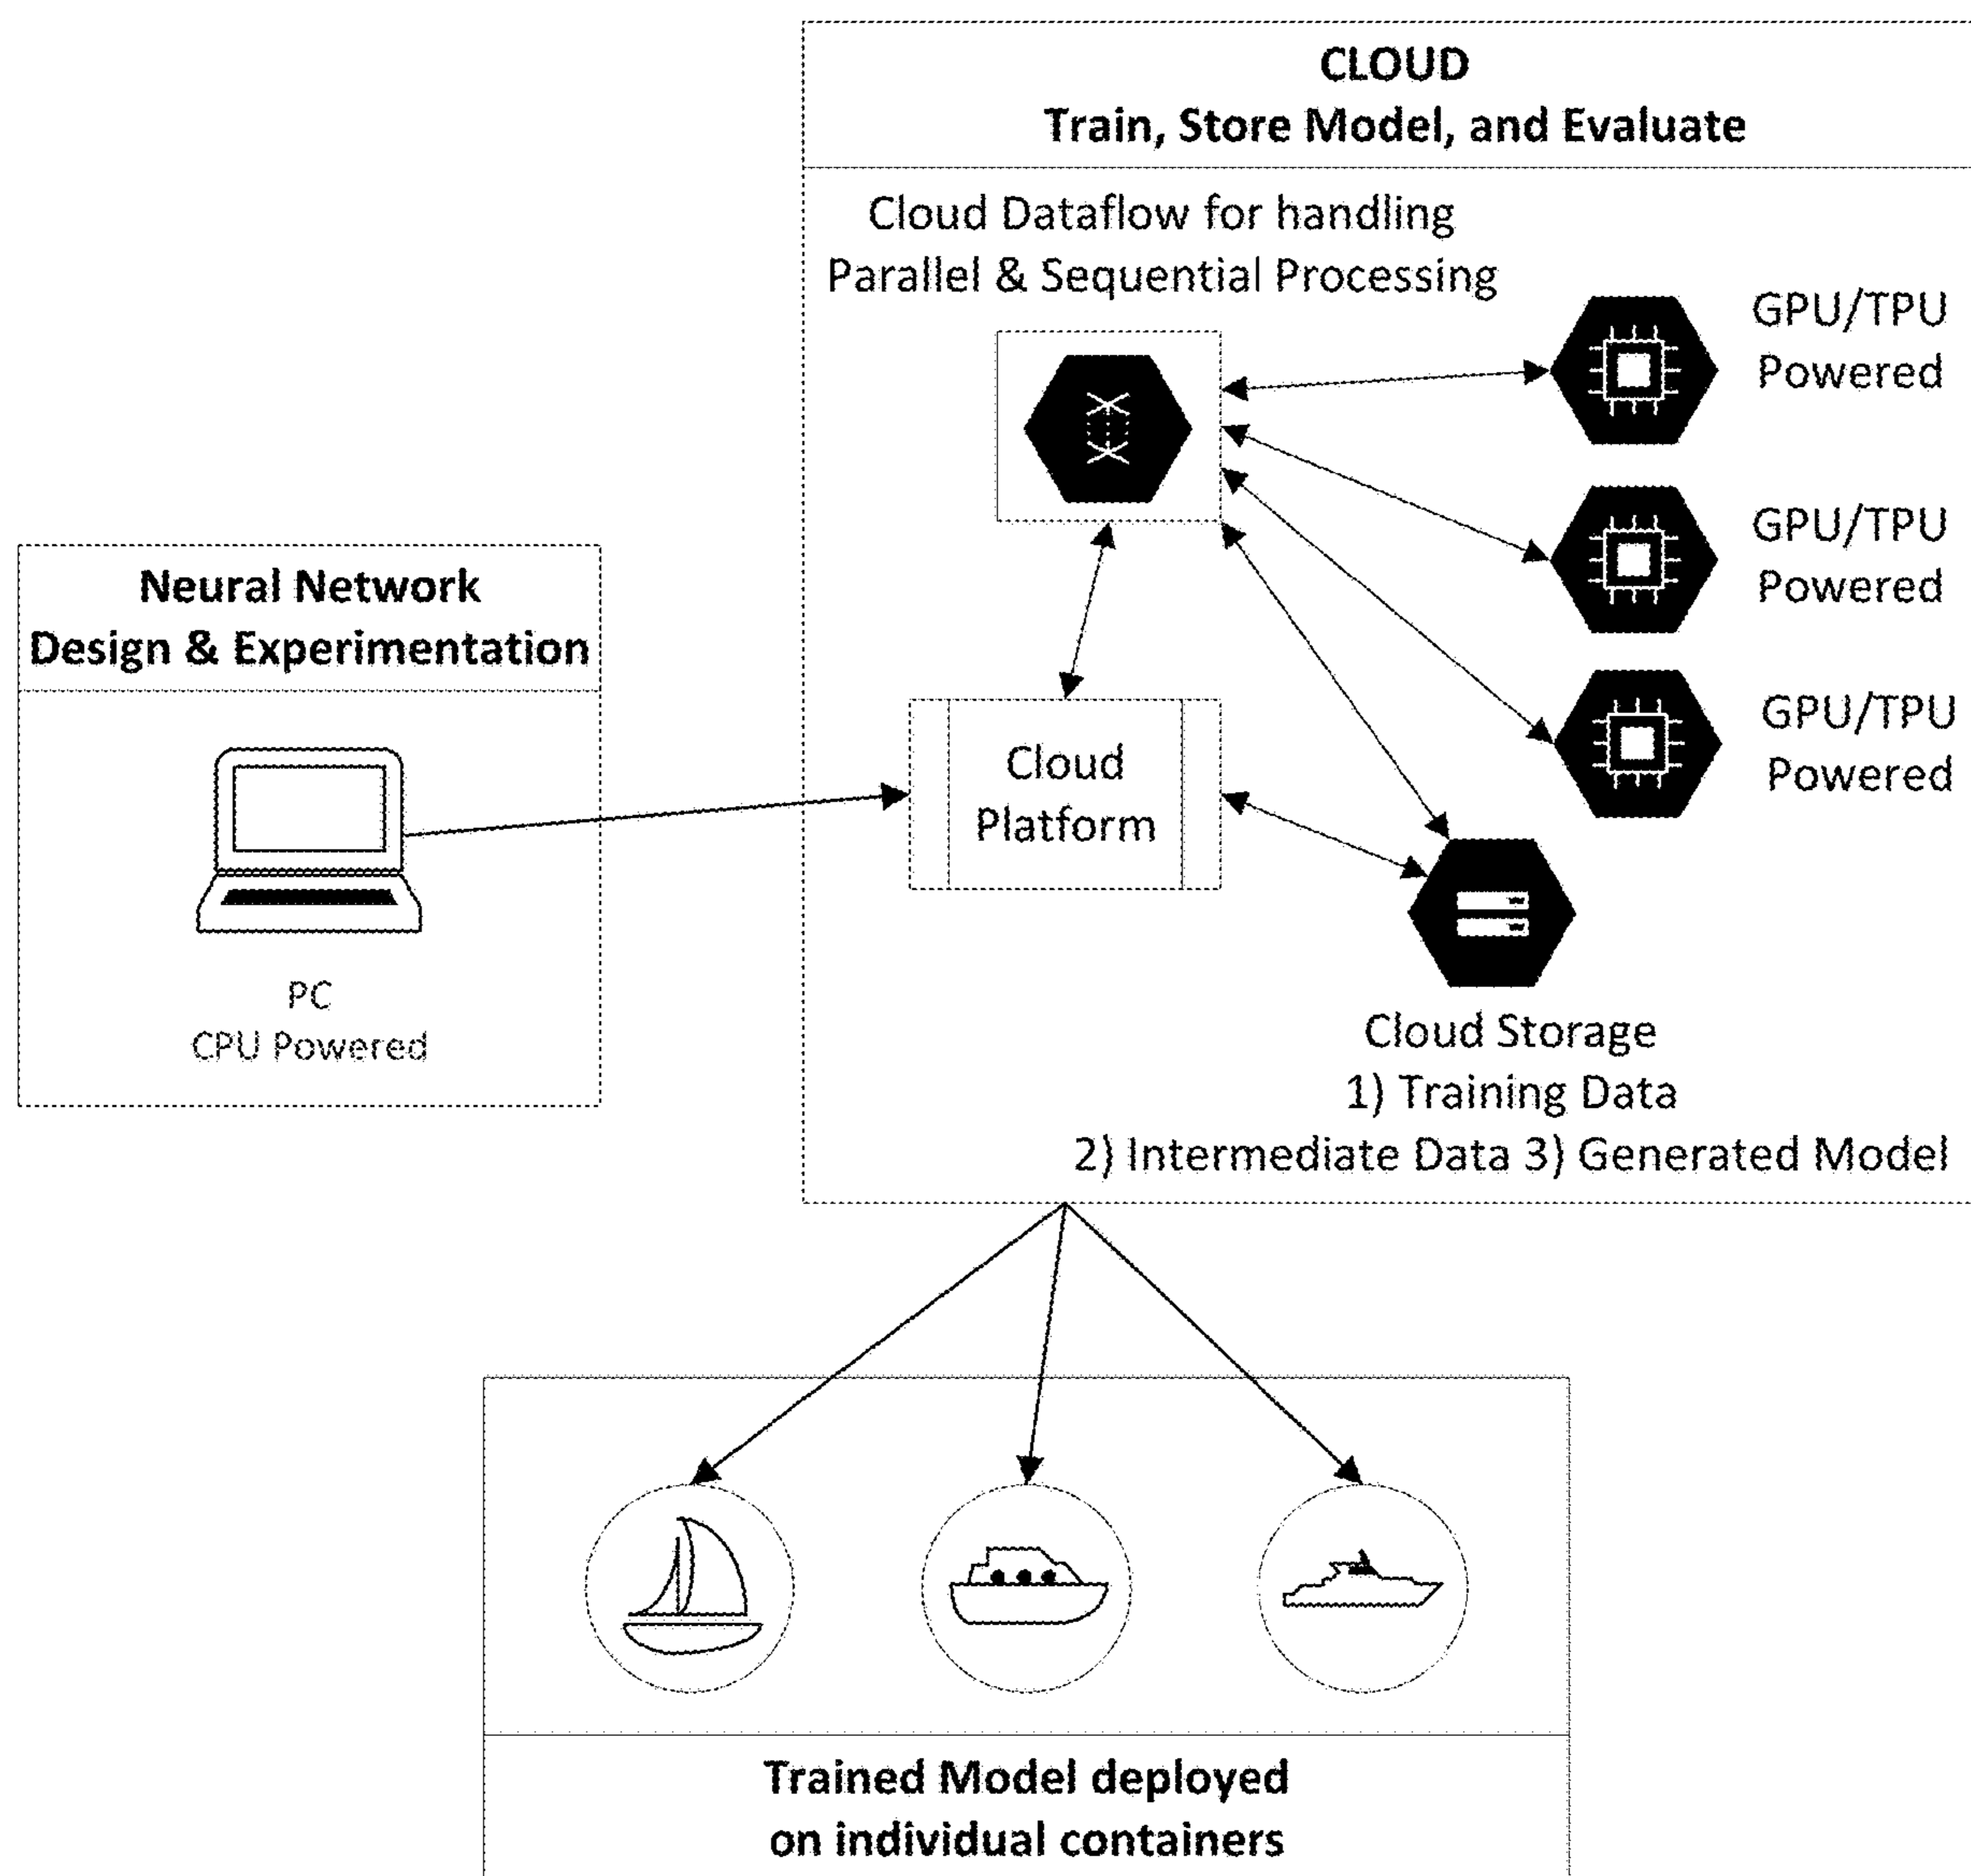 CLOUD
Train, Store Model, and Evaluate
Cloud Dataflow for handling
Parallel & Sequential Processing
GPU/TPU
Powered
GPU/TPU
Powered
GPU/TPU
Powered
Neural Network
Design & Experimentation
PC
CPU Powered
Cloud
Platform
Cloud Storage
1) Training Data
2) Intermediate Data 3) Generated Model
Trained Model deployed
on individual containers